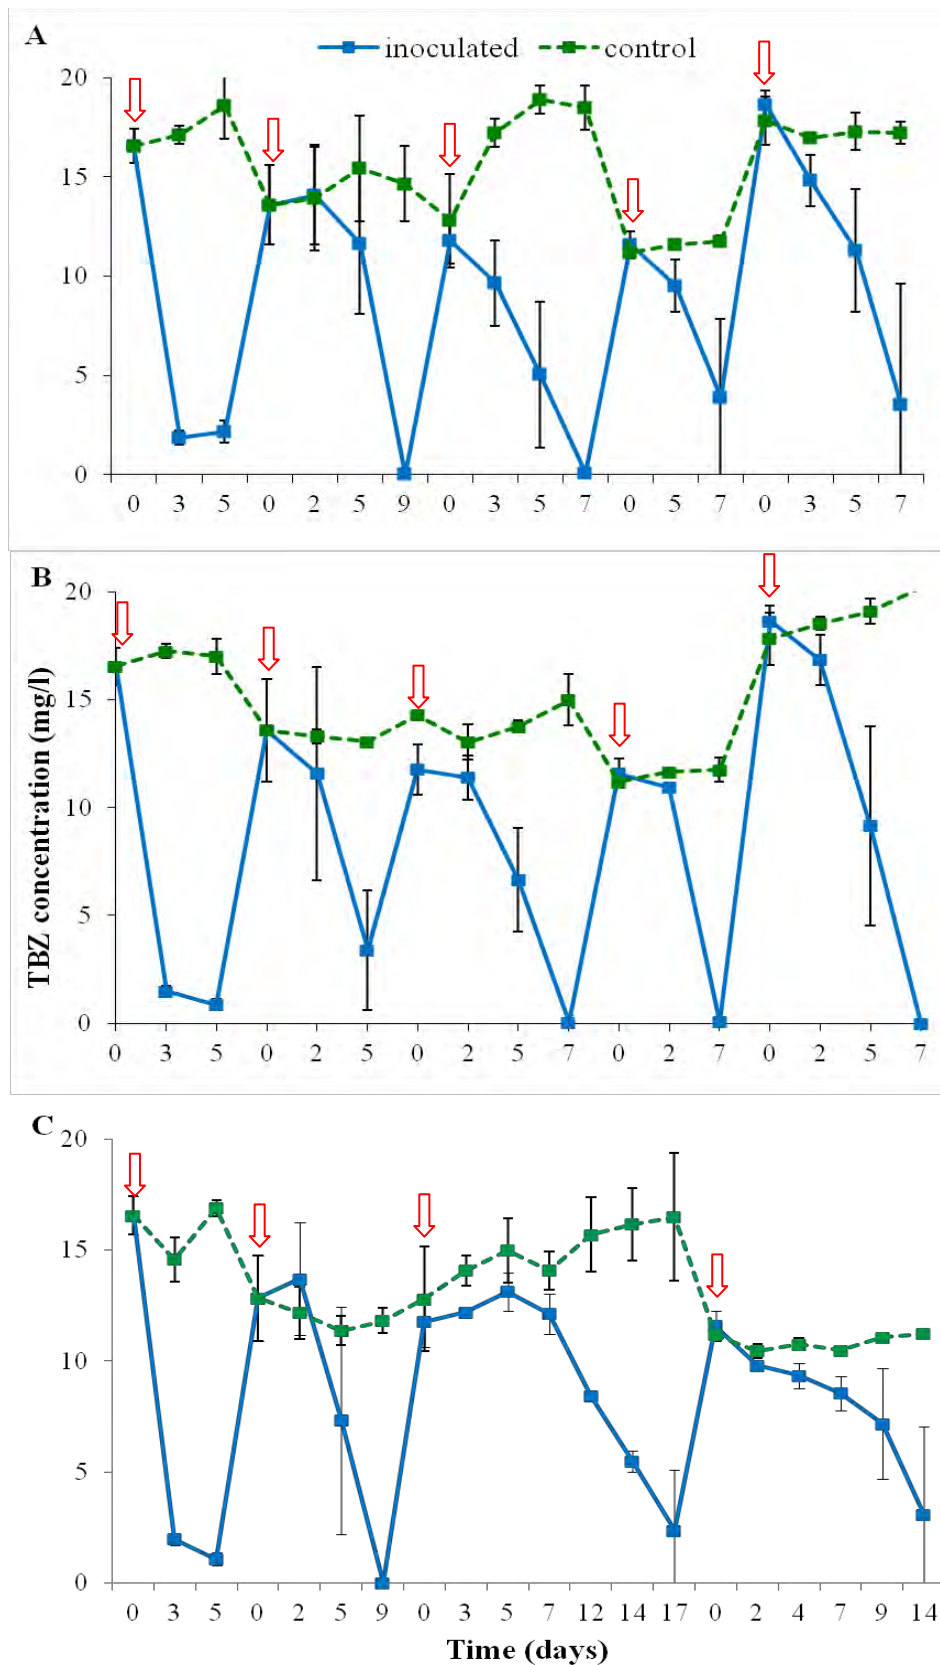 A
inoculated control
20
15
10
5
0
0 3 5 0 2 5 9 0 3 5 7 0 5 7 0 3 5 7
B
20
15
10
5
0
0 3 5 0 2 5 0 2 5 7 0 2 7 0 2 5 7
TBZ concentration (mg/l)
C
20
15
10
5
0
0 3 5 0 2 5 9 0 3 5 7 12 14 17 0 2 4 7 9 14
Time (days)